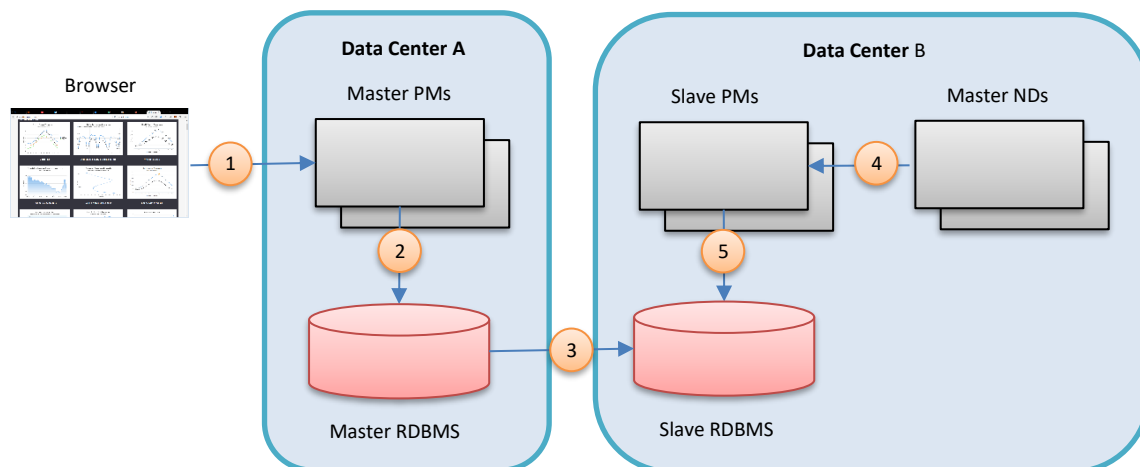 Data Center A
Data Center B
Browser
Master PMs
Slave PMs
Master NDs
1
4
2
5
3
Master RDBMS
Slave RDBMS